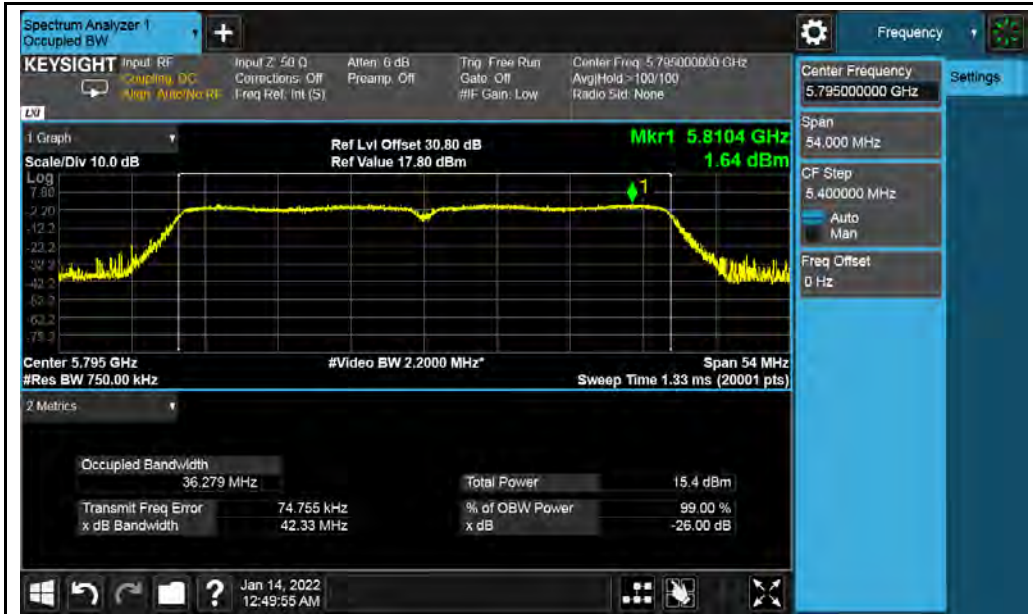 Spectrum Analyzer 1
Occupied BW
+
Frequency
KEYSIGHT
Input: RF
Coupling: DC
Align: Auto/No RF
Input Z: 50 Ω
Corrections: Off
Freq Ref: Int (S)
Atten: 6 dB
Preamp: Off
Trig: Free Run
Gate: Off
#IF Gain: Low
Center Freq: 5.795000000 GHz
Avg|Hold:>100/100
Radio Std: None
LXI
Center Frequency
5.795000000 GHz
Settings
Span
54.000 MHz
CF Step
5.400000 MHz
Auto
Man
Freq Offset
0 Hz
1 Graph
Scale/Div 10.0 dB
Ref Lvl Offset 30.80 dB
Ref Value 17.80 dBm
Mkr1 5.8104 GHz
1.64 dBm
Log
7.80
-2.20
-12.2
-22.2
-32.2
-42.2
-52.2
-62.2
1
Center 5.795 GHz
#Video BW 2.2000 MHz*
Span 54 MHz
#Res BW 750.00 kHz
Sweep Time 1.33 ms (20001 pts)
2 Metrics
Occupied Bandwidth
36.279 MHz
Total Power 15.4 dBm
Transmit Freq Error 74.755 kHz
% of OBW Power 99.00 %
x dB Bandwidth 42.33 MHz
x dB -26.00 dB
?
Jan 14, 2022
12:49:55 AM